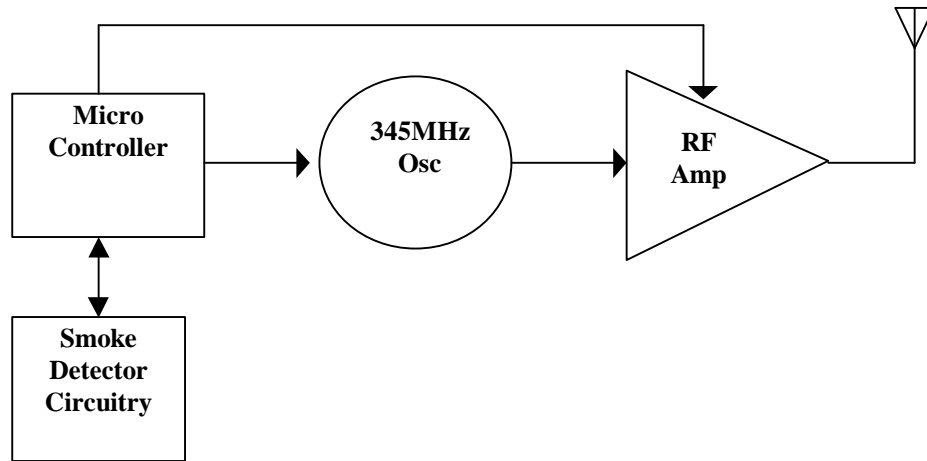 Micro
Controller
345MHz
Osc
RF
Amp
Smoke
Detector
Circuitry